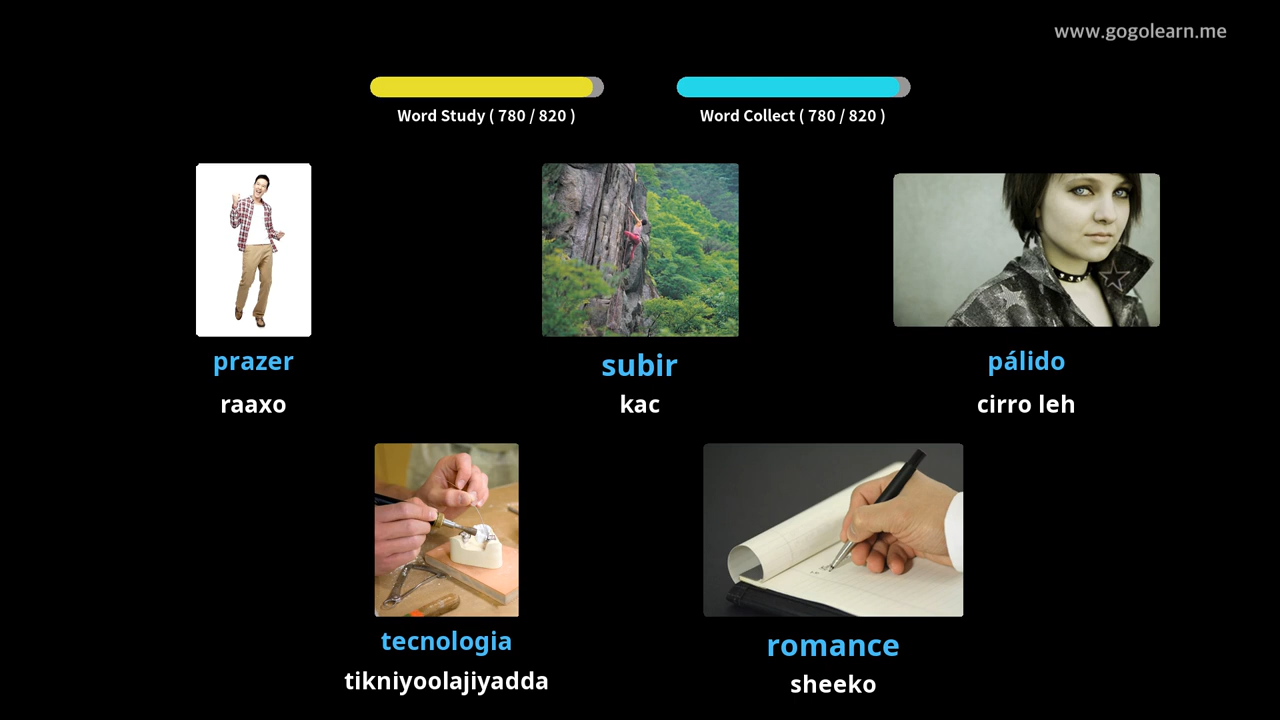 www.gogolearn.me
Word Study ( 780 / 820 )
Word Collect ( 780 / 820 )
prazer
raaxo
subir
kac
pálido
cirro leh
tecnologia
tikniyoolajiyadda
romance
sheeko